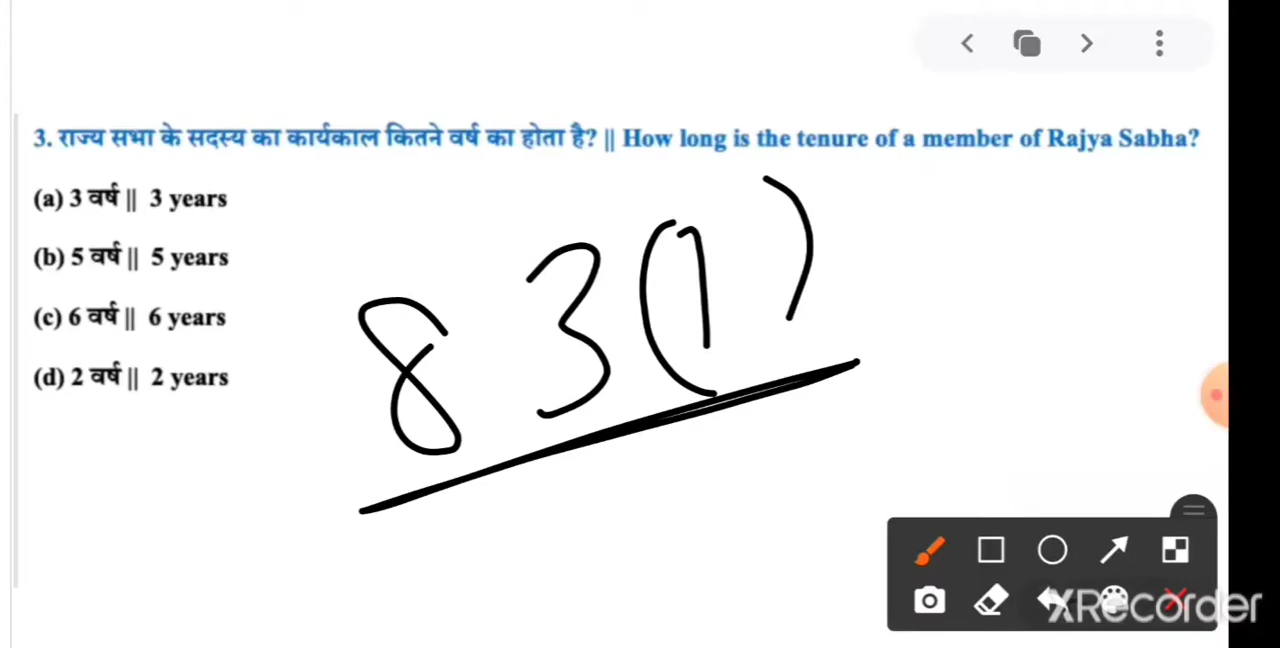 3. राज्य सभा के सदस्य का कार्यकाल कितने वर्ष का होता है? || How long is the tenure of a member of Rajya Sabha?
(a) 3 वर्ष || 3 years
(b) 5 वर्ष || 5 years
(c) 6 वर्ष || 6 years
(d) 2 वर्ष || 2 years
83(1)
XRecorder